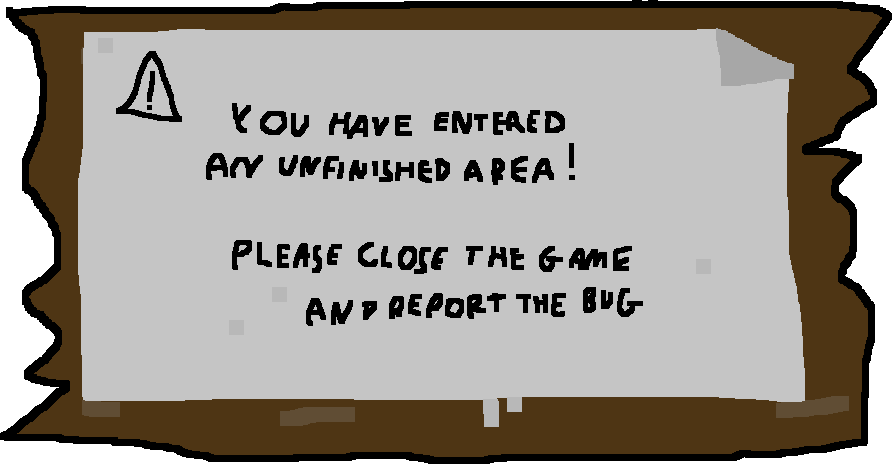 !
YOU HAVE ENTERED
AN UNFINISHED AREA!
PLEASE CLOSE THE GAME
AND REPORT THE BUG